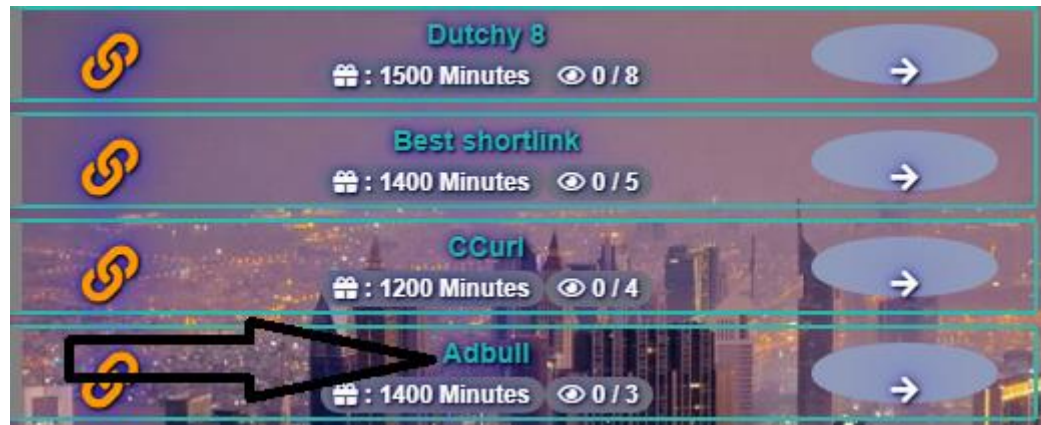 Dutchy 8
: 1500 Minutes 0 / 8
Best shortlink
: 1400 Minutes 0 / 5
CCurl
: 1200 Minutes 0 / 4
Adbull
: 1400 Minutes 0 / 3